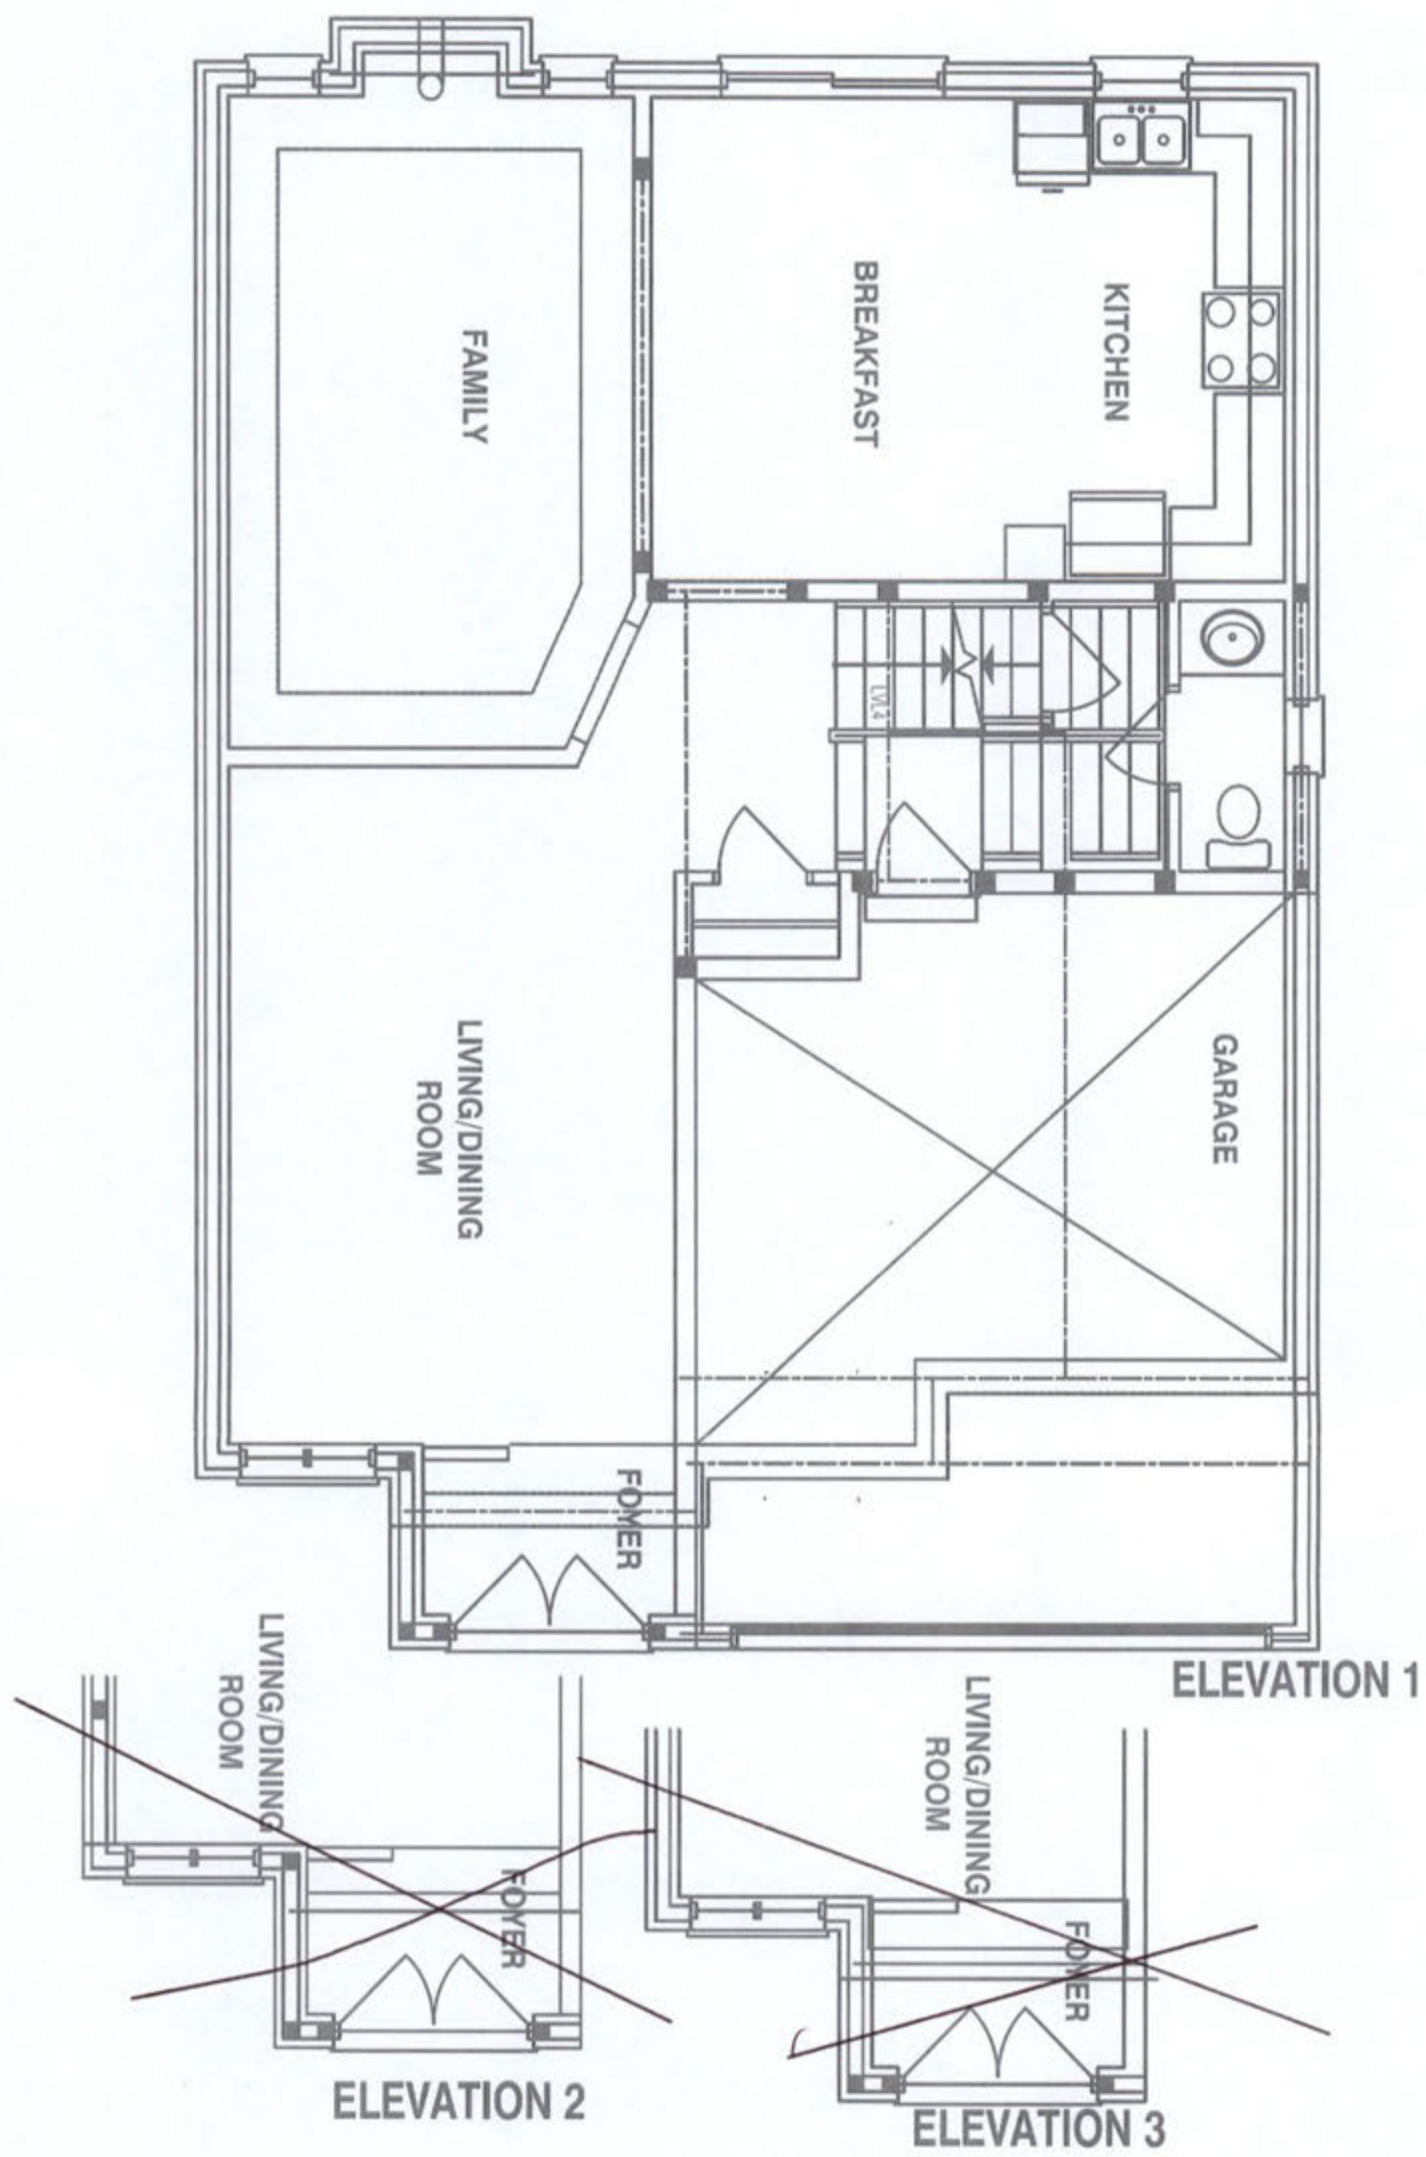 FAMILY
BREAKFAST
KITCHEN
LVL4
LIVING/DINING
ROOM
GARAGE
FOYER
ELEVATION 1
LIVING/DINING
ROOM
FOYER
ELEVATION 2
LIVING/DINING
ROOM
FOYER
ELEVATION 3